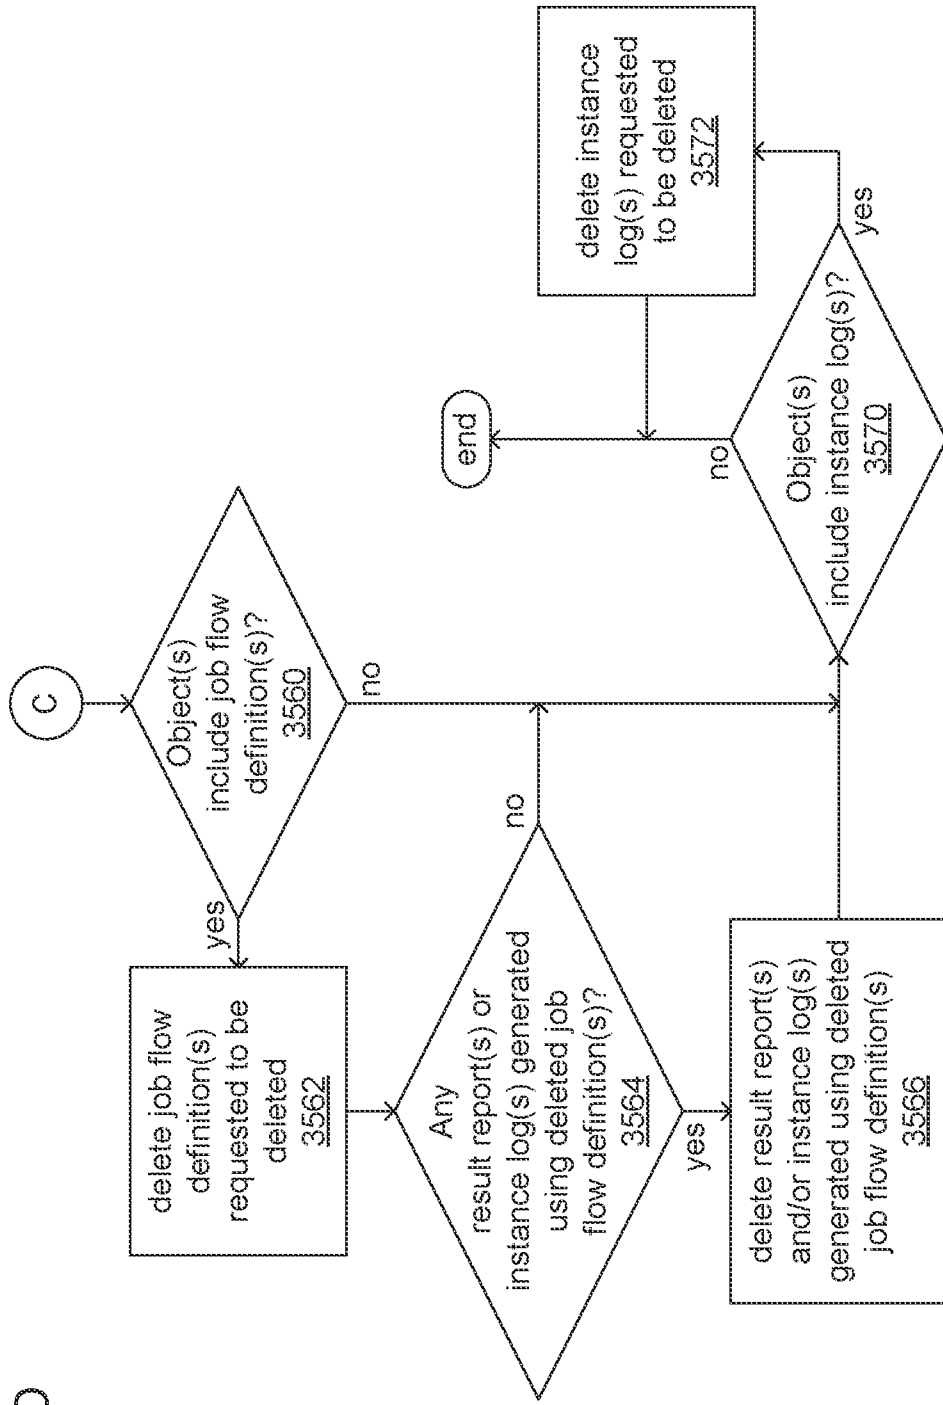 C
Object(s)
include job flow
definition(s)?
3560
yes
no
delete job flow
definition(s)
requested to be
deleted
3562
Any
result report(s) or
instance log(s) generated
using deleted job
flow definition(s)?
3564
no
yes
delete result report(s)
and/or instance log(s)
generated using deleted
job flow definition(s)
3566
Object(s)
include instance log(s)?
3570
no
yes
delete instance
log(s) requested
to be deleted
3572
end